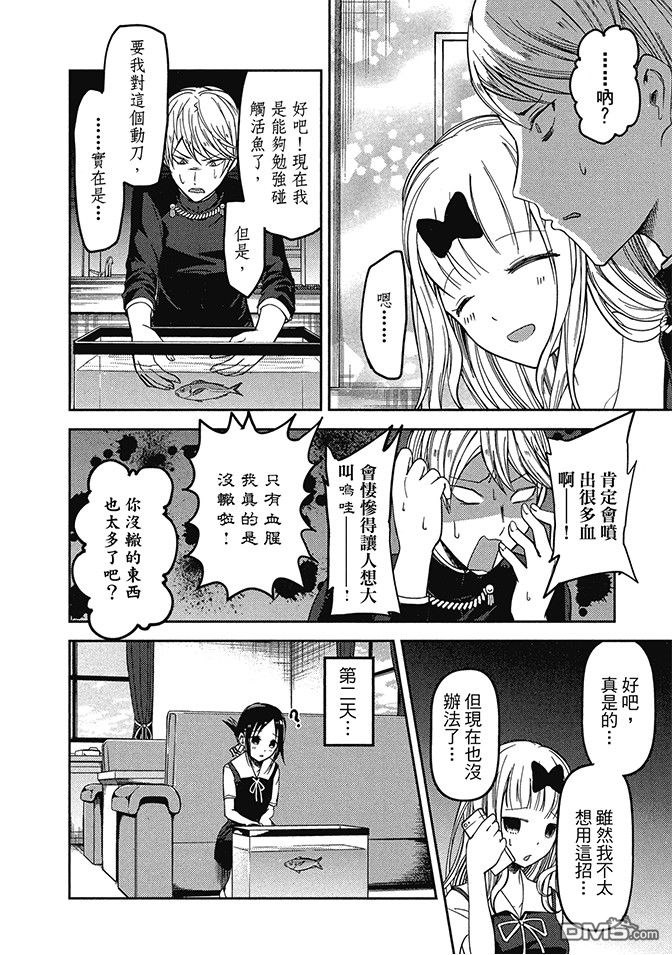 ……吶?
嗯……
好吧!現在我
是能夠勉強碰
觸活魚了,
但是,
要我對這個動刀,
……實在是…
肯定會噴
出很多血
啊——!
會悽慘得讓人想大
叫嗚哇——!
只有血腥
我真的是
沒轍啦!
你沒轍的東西
也太多了吧?
好吧,
真是的…
雖然我不太
想用這招…
但現在也沒
辦法了…
第二天…
?
DM5.com